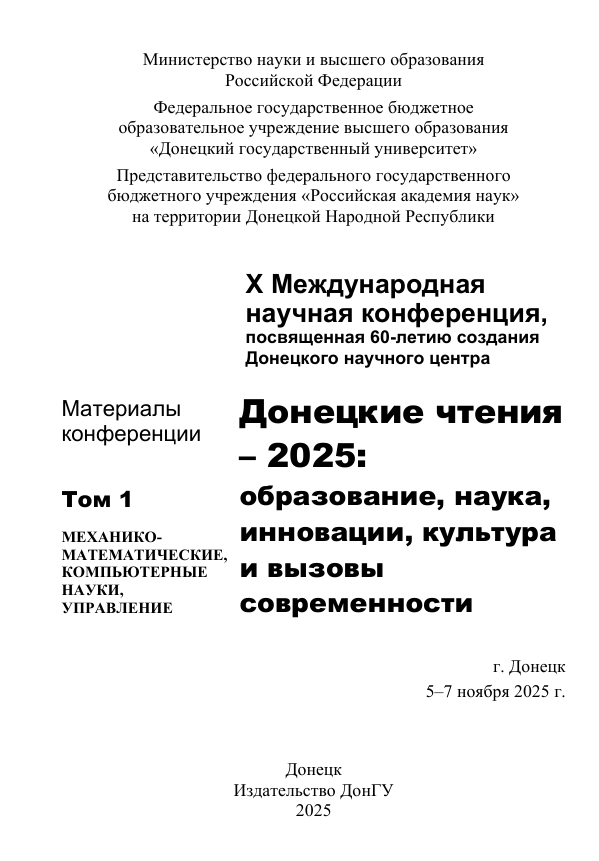 Министерство науки и высшего образования
Российской Федерации
Федеральное государственное бюджетное
образовательное учреждение высшего образования
«Донецкий государственный университет»
Представительство федерального государственного
бюджетного учреждения «Российская академия наук»
на территории Донецкой Народной Республики
X Международная
научная конференция,
посвященная 60-летию создания
Донецкого научного центра
Материалы
конференции
Том 1
МЕХАНИКО-
МАТЕМАТИЧЕСКИЕ,
КОМПЬЮТЕРНЫЕ
НАУКИ,
УПРАВЛЕНИЕ
Донецкие чтения
– 2025:
образование, наука,
инновации, культура
и вызовы
современности
г. Донецк
5–7 ноября 2025 г.
Донецк
Издательство ДонГУ
2025